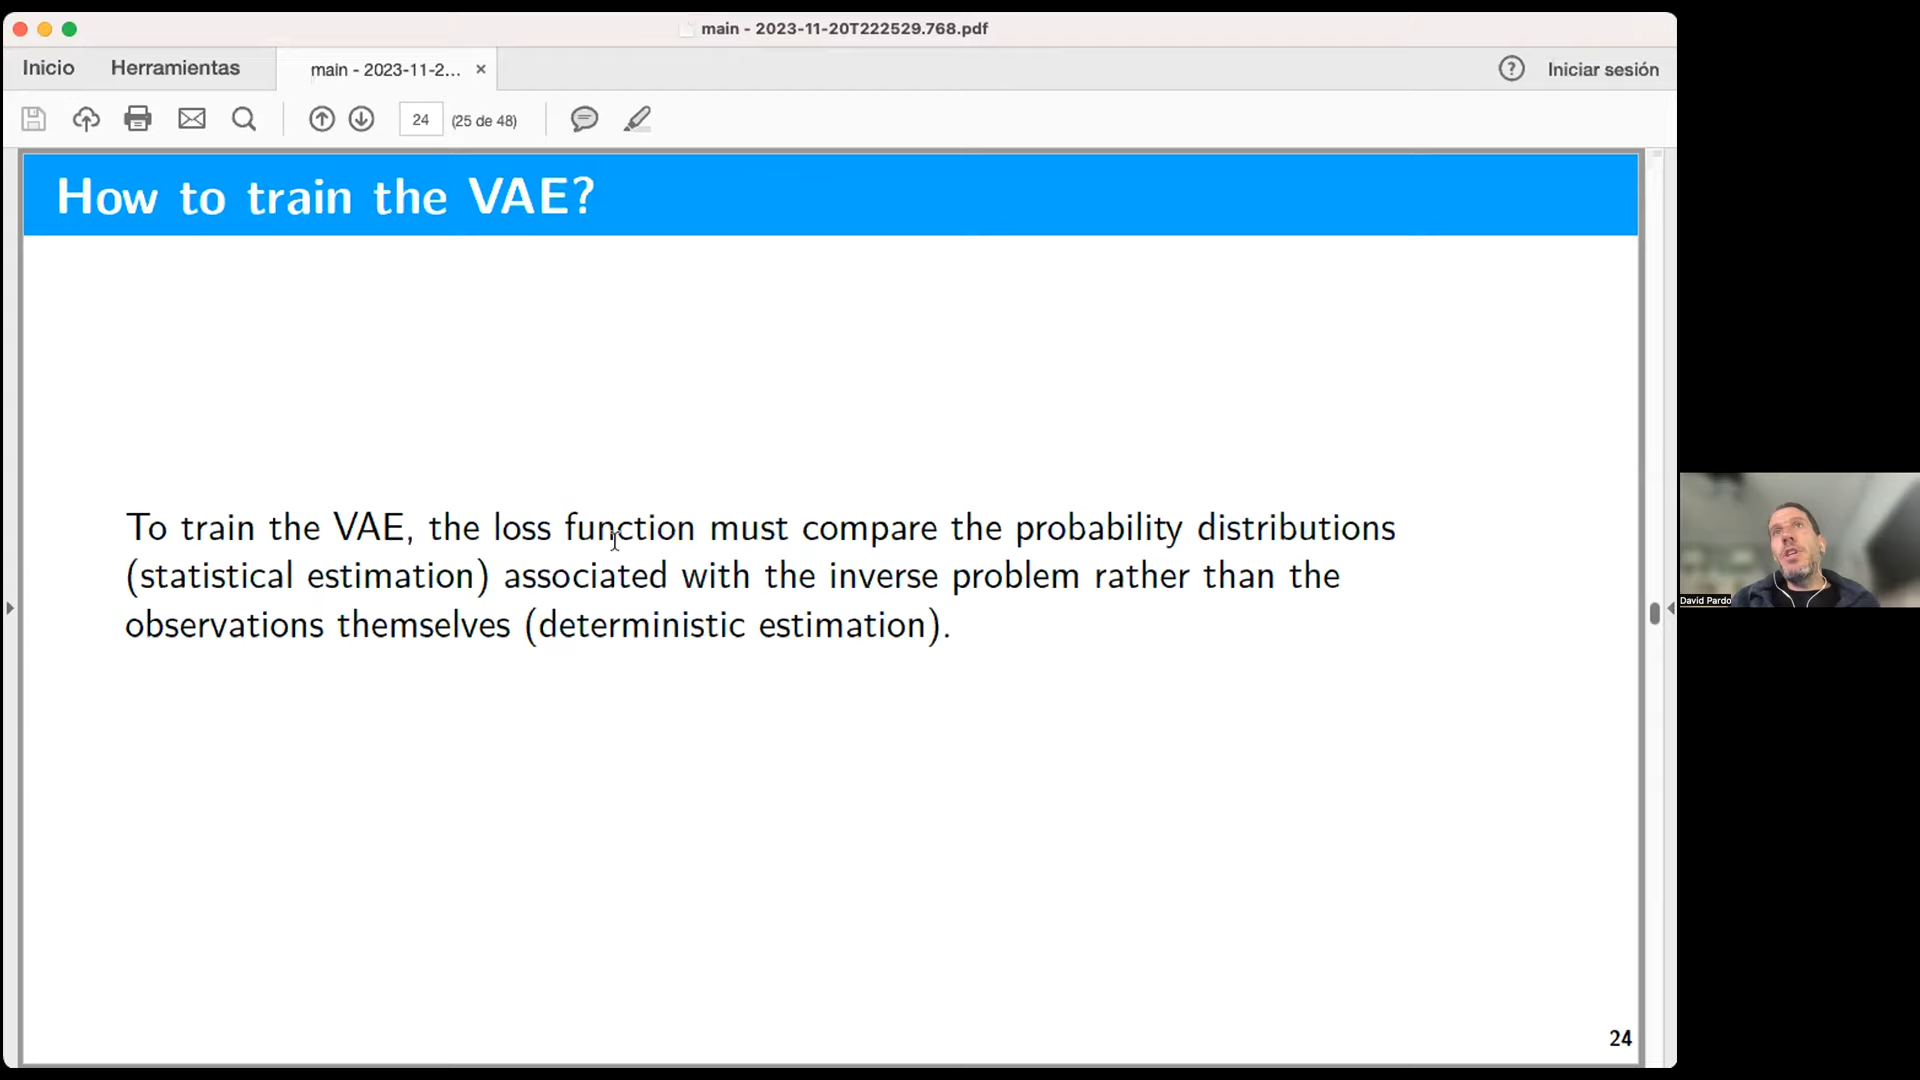 main - 2023-11-20T222529.768.pdf
Inicio
Herramientas
main - 2023-11-2...
Iniciar sesión
24
(25 de 48)
How to train the VAE?
To train the VAE, the loss function must compare the probability distributions
(statistical estimation) associated with the inverse problem rather than the
observations themselves (deterministic estimation).
David Pardo
24